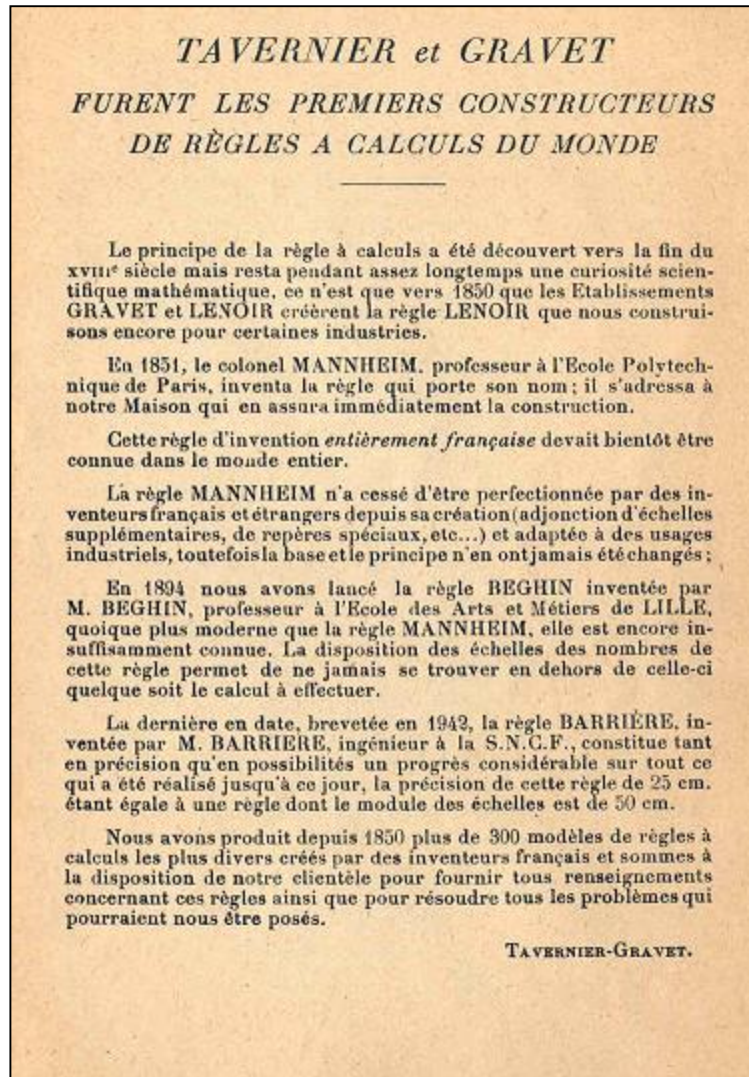 TAVERNIER et GRAVET
FURENT LES PREMIERS CONSTRUCTEURS
DE RÈGLES A CALCULS DU MONDE
Le principe de la règle à calculs a été découvert vers la fin du
XVIIIe siècle mais resta pendant assez longtemps une curiosité scien-
tifique mathématique, ce n'est que vers 1850 que les Etablissements
GRAVET et LENOIR créèrent la règle LENOIR que nous construi-
sons encore pour certaines industries.
En 1851, le colonel MANNHEIM, professeur à l'Ecole Polytech-
nique de Paris, inventa la règle qui porte son nom ; il s'adressa à
notre Maison qui en assura immédiatement la construction.
Cette règle d'invention entièrement française devait bientôt être
connue dans le monde entier.
La règle MANNHEIM n'a cessé d'être perfectionnée par des in-
venteurs français et étrangers depuis sa création (adjonction d'échelles
supplémentaires, de repères spéciaux, etc...) et adaptée à des usages
industriels, toutefois la base et le principe n'en ont jamais été changés ;
En 1894 nous avons lancé la règle BEGHIN inventée par
M. BEGHIN, professeur à l'Ecole des Arts et Métiers de LILLE,
quoique plus moderne que la règle MANNHEIM, elle est encore in-
suffisamment connue. La disposition des échelles des nombres de
cette règle permet de ne jamais se trouver en dehors de celle-ci
quelque soit le calcul à effectuer.
La dernière en date, brevetée en 1942, la règle BARRIÈRE, in-
ventée par M. BARRIERE, ingénieur à la S.N.C.F., constitue tant
en précision qu'en possibilités un progrès considérable sur tout ce
qui a été réalisé jusqu'à ce jour, la précision de cette règle de 25 cm.
étant égale à une règle dont le module des échelles est de 50 cm.
Nous avons produit depuis 1850 plus de 300 modèles de règles à
calculs les plus divers créés par des inventeurs français et sommes à
la disposition de notre clientèle pour fournir tous renseignements
concernant ces règles ainsi que pour résoudre tous les problèmes qui
pourraient nous être posés.
TAVERNIER-GRAVET.